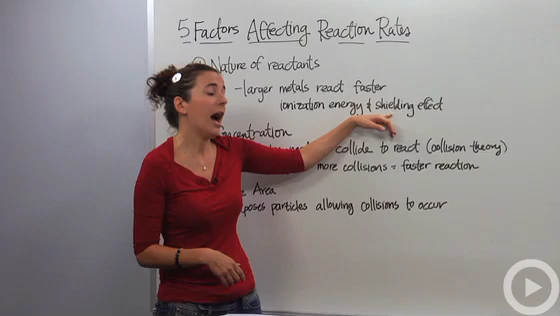 5 Factors Affecting Reaction Rates
Nature of reactants
- larger metals react faster
ionization energy & shielding effect
collide to react (collision theory)
more collisions = faster reaction
Area
particles allowing collisions to occur